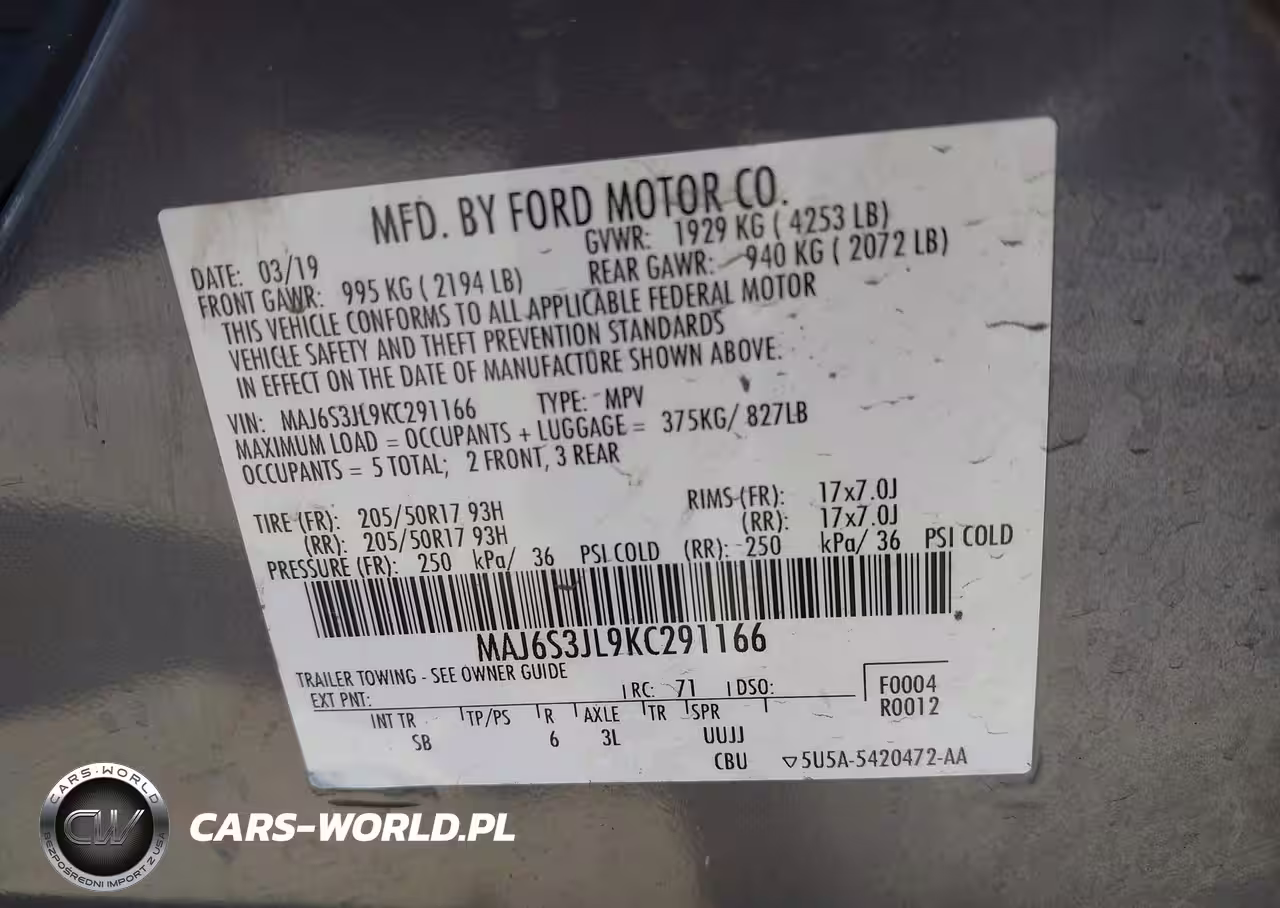 MFD. BY FORD MOTOR CO.
DATE: 03/19 GVWR: 1929 KG ( 4253 LB)
FRONT GAWR: 995 KG ( 2194 LB) REAR GAWR: 940 KG ( 2072 LB)
THIS VEHICLE CONFORMS TO ALL APPLICABLE FEDERAL MOTOR
VEHICLE SAFETY AND THEFT PREVENTION STANDARDS
IN EFFECT ON THE DATE OF MANUFACTURE SHOWN ABOVE.
VIN: MAJ6S3JL9KC291166 TYPE: MPV
MAXIMUM LOAD = OCCUPANTS + LUGGAGE = 375KG/ 827LB
OCCUPANTS = 5 TOTAL; 2 FRONT, 3 REAR
TIRE (FR): 205/50R17 93H RIMS (FR): 17x7.0J
(RR): 205/50R17 93H (RR): 17x7.0J
PRESSURE (FR): 250 kPa/ 36 PSI COLD (RR): 250 kPa/ 36 PSI COLD
MAJ6S3JL9KC291166
TRAILER TOWING - SEE OWNER GUIDE
EXT PNT: RC: 71 DSO: F0004
R0012
INT TR TP/PS R AXLE TR SPR
SB 6 3L UUJJ
CBU ▽5U5A-5420472-AA
CARS-WORLD
CW
BEZPOŚREDNI IMPORT Z USA
CARS-WORLD.PL